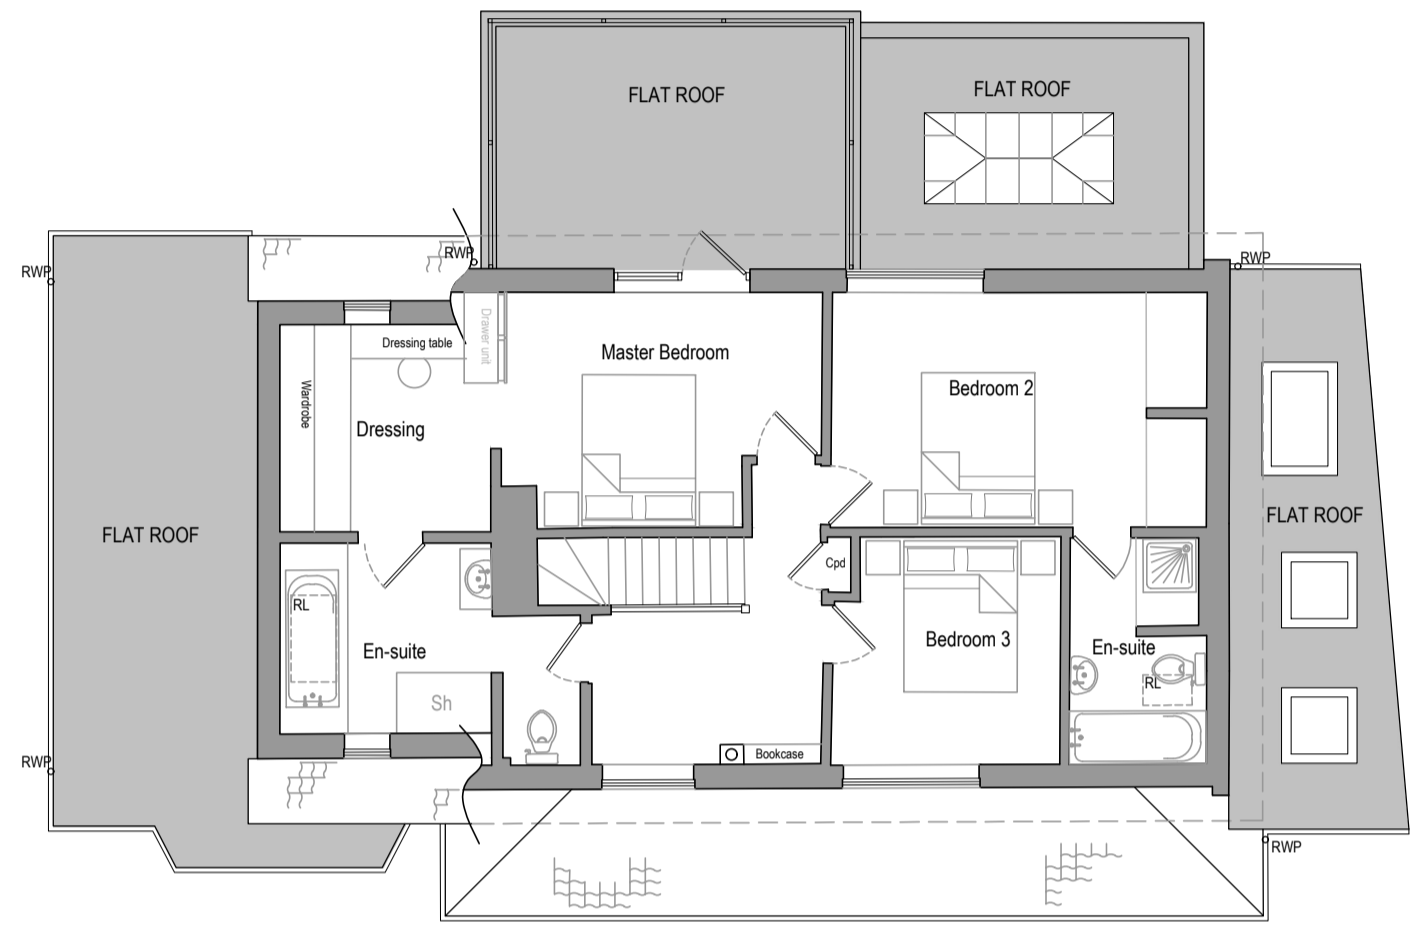 FLAT ROOF
FLAT ROOF
RWP
RWP
RWP
Drawer unit
Dressing table
Master Bedroom
Wardrobe
Bedroom 2
Dressing
FLAT ROOF
FLAT ROOF
Cpd
RL
En-suite
Bedroom 3
En-suite
RL
Sh
Bookcase
RWP
RWP